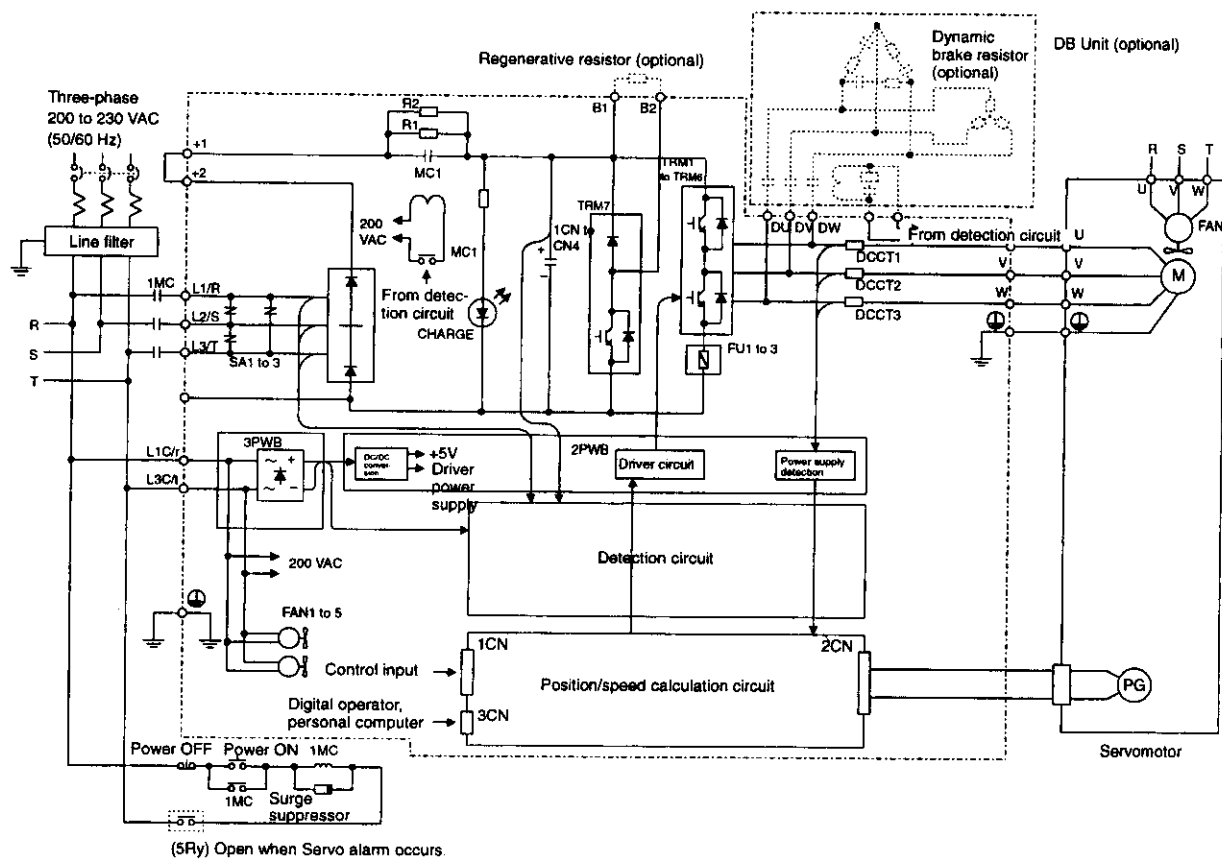 Three-phase
200 to 230 VAC
(50/60 Hz)
Line filter
1MC
R
S
T
+1
+2
R2
R1
MC1
200
VAC
MC1
From detec-
tion circuit
CHARGE
L1/R
L2/S
L3/T
SA1 to 3
Regenerative resistor (optional)
B1
B2
1CN to
CN4
+
−
TRM7
TRM1
to TRM6
FU1 to 3
Dynamic
brake resistor
(optional)
DB Unit (optional)
DU
DV
DW
From detection circuit
DCCT1
DCCT2
DCCT3
U
V
W
U
V
W
R
S
T
U
V
W
FAN
M
L1C/r
L3C/t
3PWB
~ +
~ −
DC/DC
conver-
sion
+5V
Driver
power
supply
2PWB
Driver circuit
Power supply
detection
Detection circuit
200 VAC
FAN1 to 5
Control input
Digital operator,
personal computer
1CN
3CN
2CN
Position/speed calculation circuit
PG
Servomotor
Power OFF
Power ON
1MC
1MC
Surge
suppressor
(5Ry) Open when Servo alarm occurs.